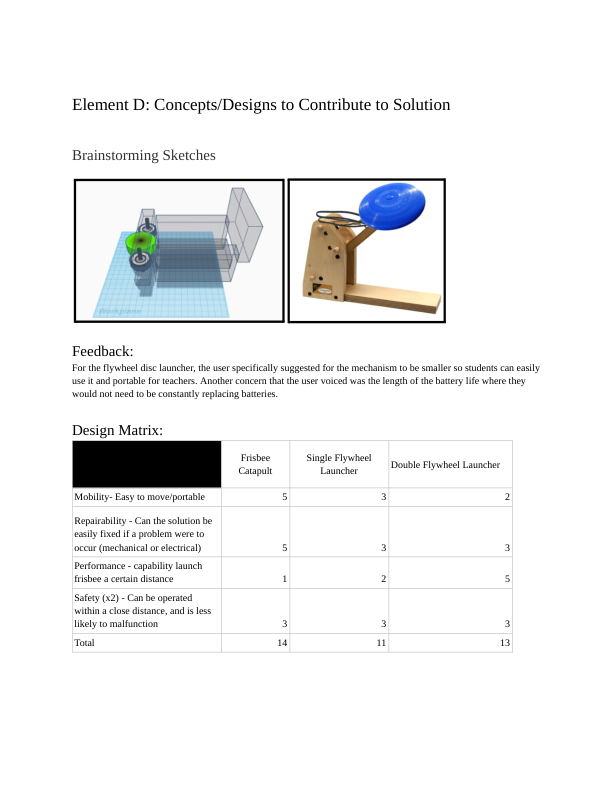 Element D: Concepts/Designs to Contribute to Solution
Brainstorming Sketches
Feedback:
For the flywheel disc launcher, the user specifically suggested for the mechanism to be smaller so students can easily
use it and portable for teachers. Another concern that the user voiced was the length of the battery life where they
would not need to be constantly replacing batteries.
Design Matrix:
Frisbee
Catapult
Single Flywheel
Launcher
Double Flywheel Launcher
Mobility- Easy to move/portable 5 3 2
Repairability - Can the solution be
easily fixed if a problem were to
occur (mechanical or electrical) 5 3 3
Performance - capability launch
frisbee a certain distance 1 2 5
Safety (x2) - Can be operated
within a close distance, and is less
likely to malfunction 3 3 3
Total 14 11 13